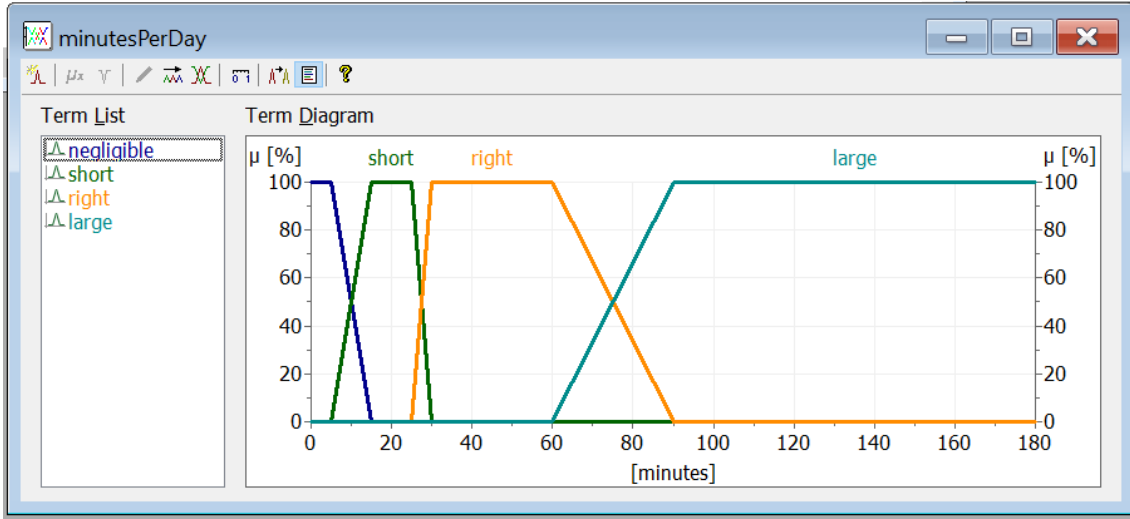 minutesPerDay
Term List
Term Diagram
negligible
short
right
large
µ [%]
short
right
large
µ [%]
100
80
60
40
20
0
100
80
60
40
20
0
0
20
40
60
80
100
120
140
160
180
[minutes]